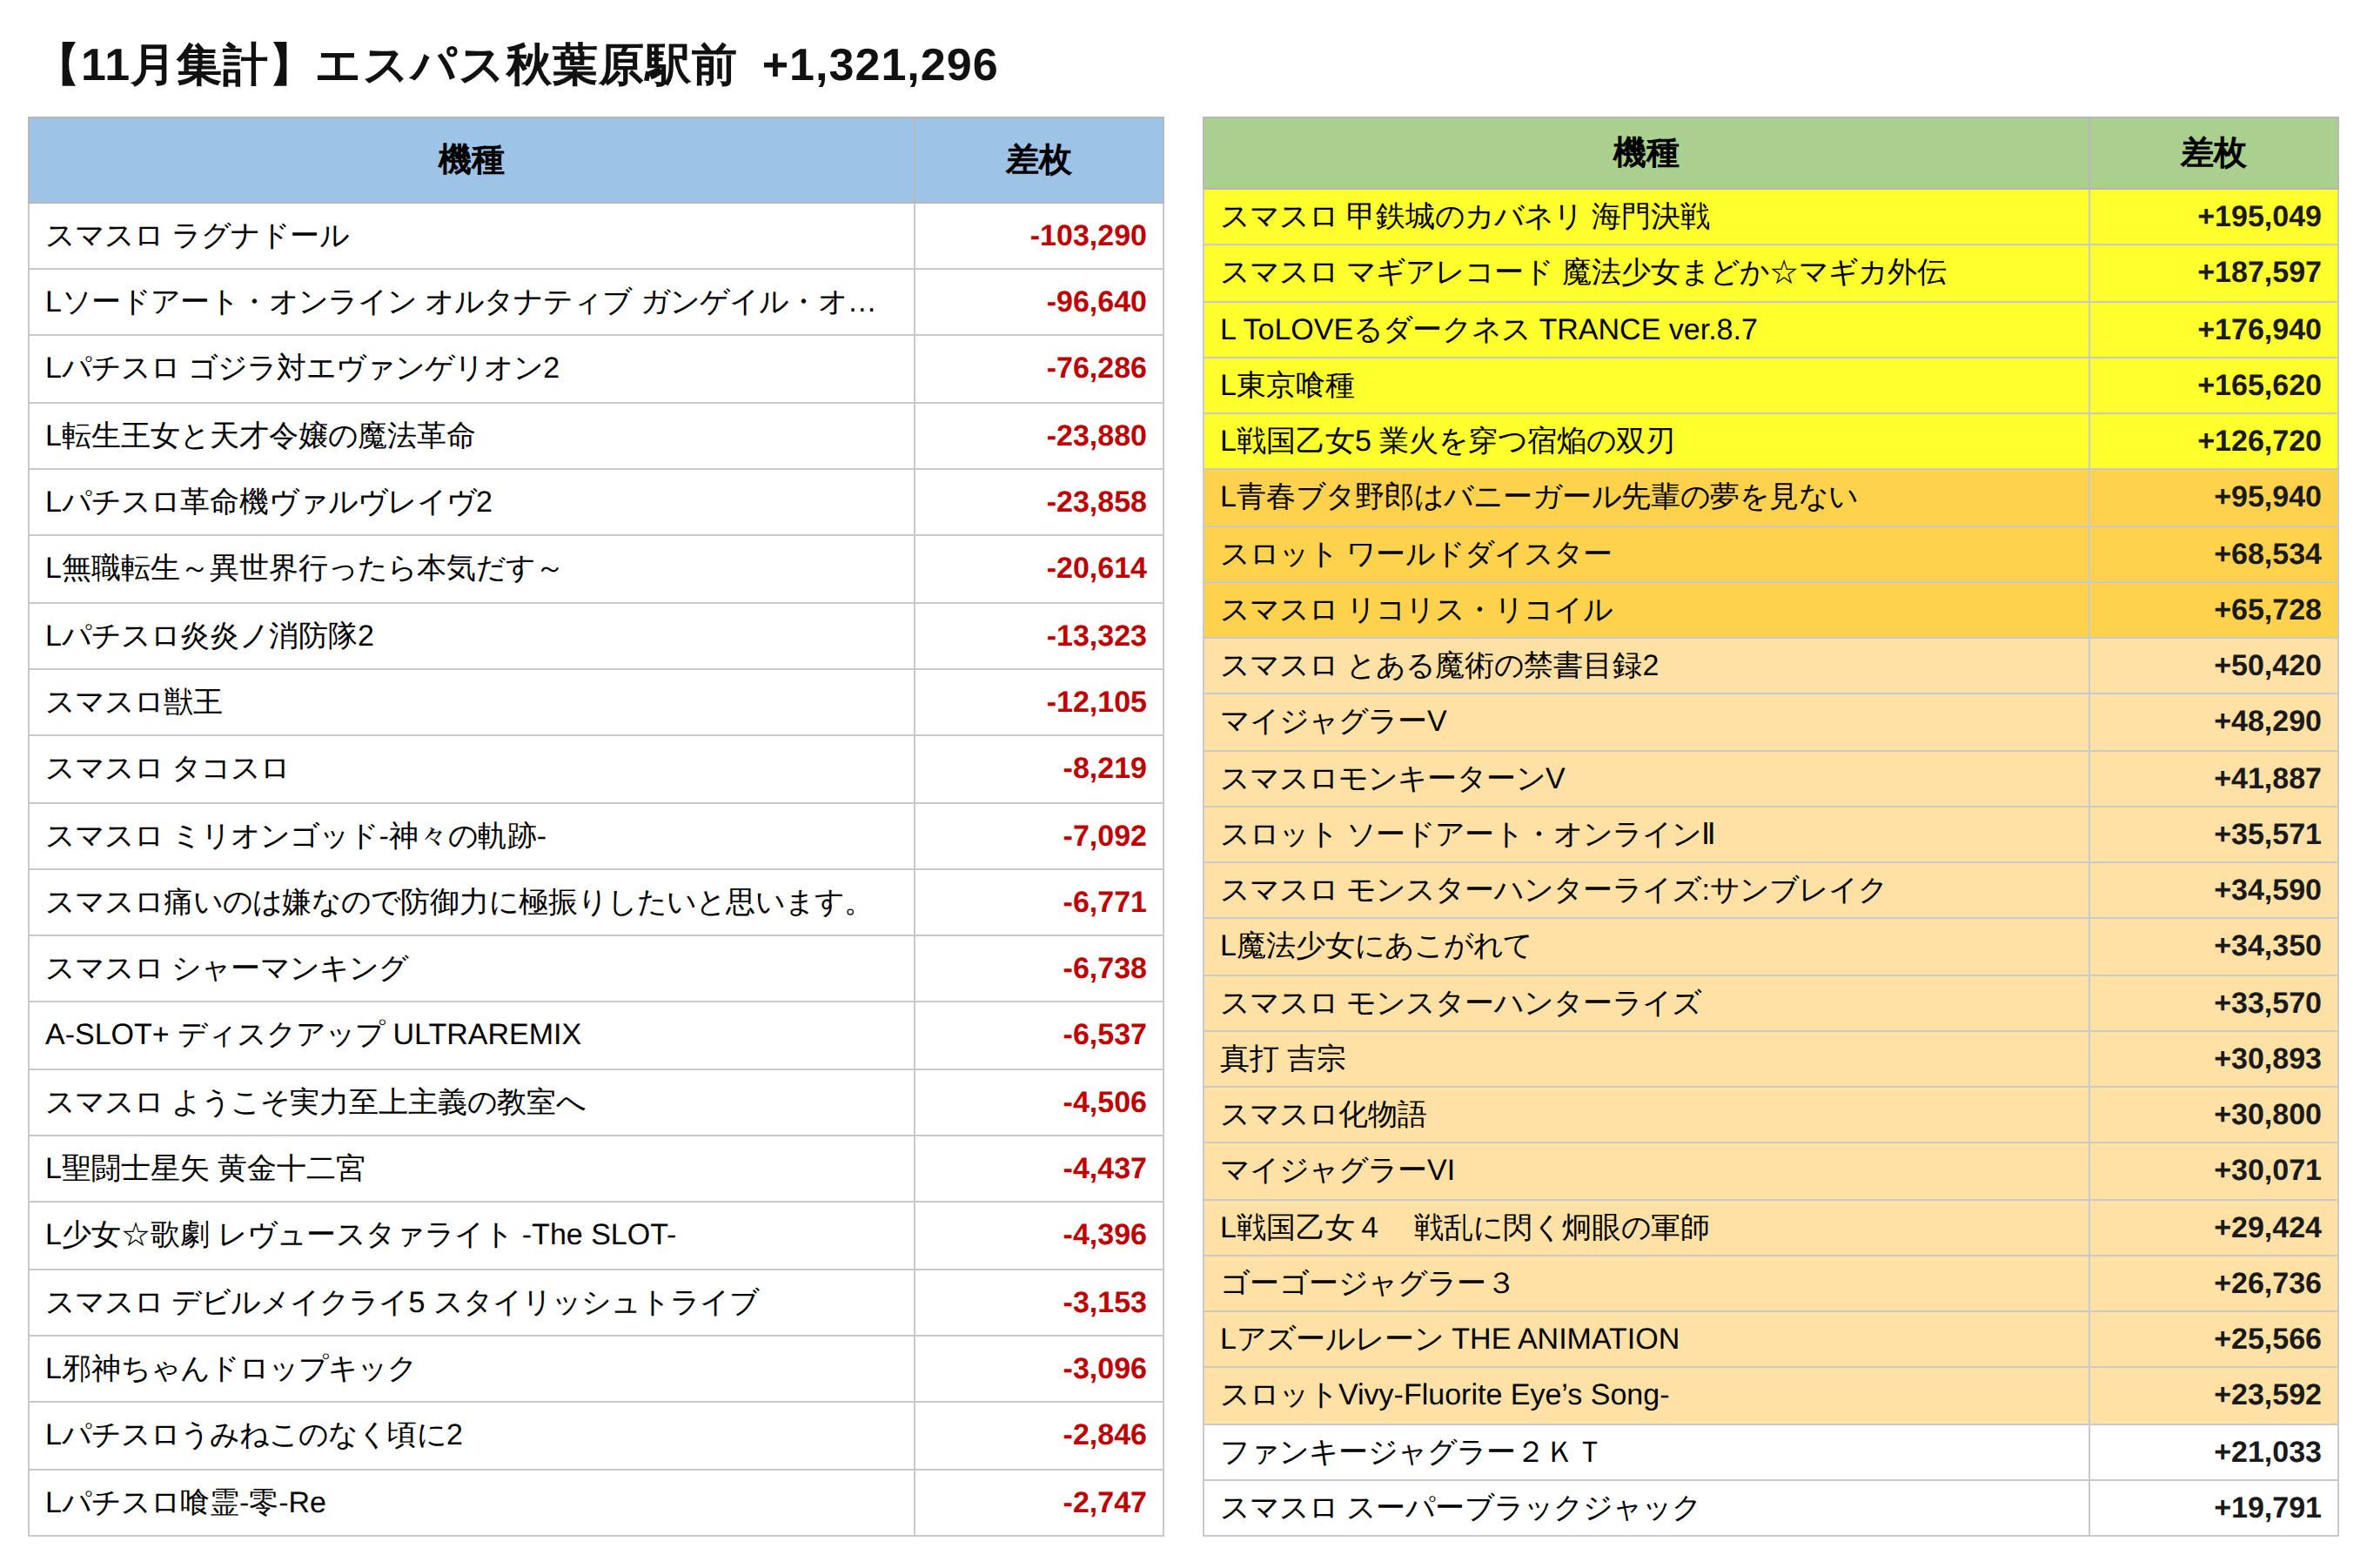 【11月集計】エスパス秋葉原駅前 +1,321,296
機種 差枚
スマスロ ラグナドール -103,290
Lソードアート・オンライン オルタナティブ ガンゲイル・オ… -96,640
Lパチスロ ゴジラ対エヴァンゲリオン2 -76,286
L転生王女と天才令嬢の魔法革命 -23,880
Lパチスロ革命機ヴァルヴレイヴ2 -23,858
L無職転生～異世界行ったら本気だす～ -20,614
Lパチスロ炎炎ノ消防隊2 -13,323
スマスロ獣王 -12,105
スマスロ タコスロ -8,219
スマスロ ミリオンゴッド-神々の軌跡- -7,092
スマスロ痛いのは嫌なので防御力に極振りしたいと思います。 -6,771
スマスロ シャーマンキング -6,738
A-SLOT+ ディスクアップ ULTRAREMIX -6,537
スマスロ ようこそ実力至上主義の教室へ -4,506
L聖闘士星矢 黄金十二宮 -4,437
L少女☆歌劇 レヴュースタァライト -The SLOT- -4,396
スマスロ デビルメイクライ5 スタイリッシュトライブ -3,153
L邪神ちゃんドロップキック -3,096
Lパチスロうみねこのなく頃に2 -2,846
Lパチスロ喰霊-零-Re -2,747
機種 差枚
スマスロ 甲鉄城のカバネリ 海門決戦 +195,049
スマスロ マギアレコード 魔法少女まどか☆マギカ外伝 +187,597
L ToLOVEるダークネス TRANCE ver.8.7 +176,940
L東京喰種 +165,620
L戦国乙女5 業火を穿つ宿焔の双刃 +126,720
L青春ブタ野郎はバニーガール先輩の夢を見ない +95,940
スロット ワールドダイスター +68,534
スマスロ リコリス・リコイル +65,728
スマスロ とある魔術の禁書目録2 +50,420
マイジャグラーV +48,290
スマスロモンキーターンV +41,887
スロット ソードアート・オンラインⅡ +35,571
スマスロ モンスターハンターライズ:サンブレイク +34,590
L魔法少女にあこがれて +34,350
スマスロ モンスターハンターライズ +33,570
真打 吉宗 +30,893
スマスロ化物語 +30,800
マイジャグラーVI +30,071
L戦国乙女４　戦乱に閃く炯眼の軍師 +29,424
ゴーゴージャグラー３ +26,736
Lアズールレーン THE ANIMATION +25,566
スロットVivy-Fluorite Eye’s Song- +23,592
ファンキージャグラー２ＫＴ +21,033
スマスロ スーパーブラックジャック +19,791